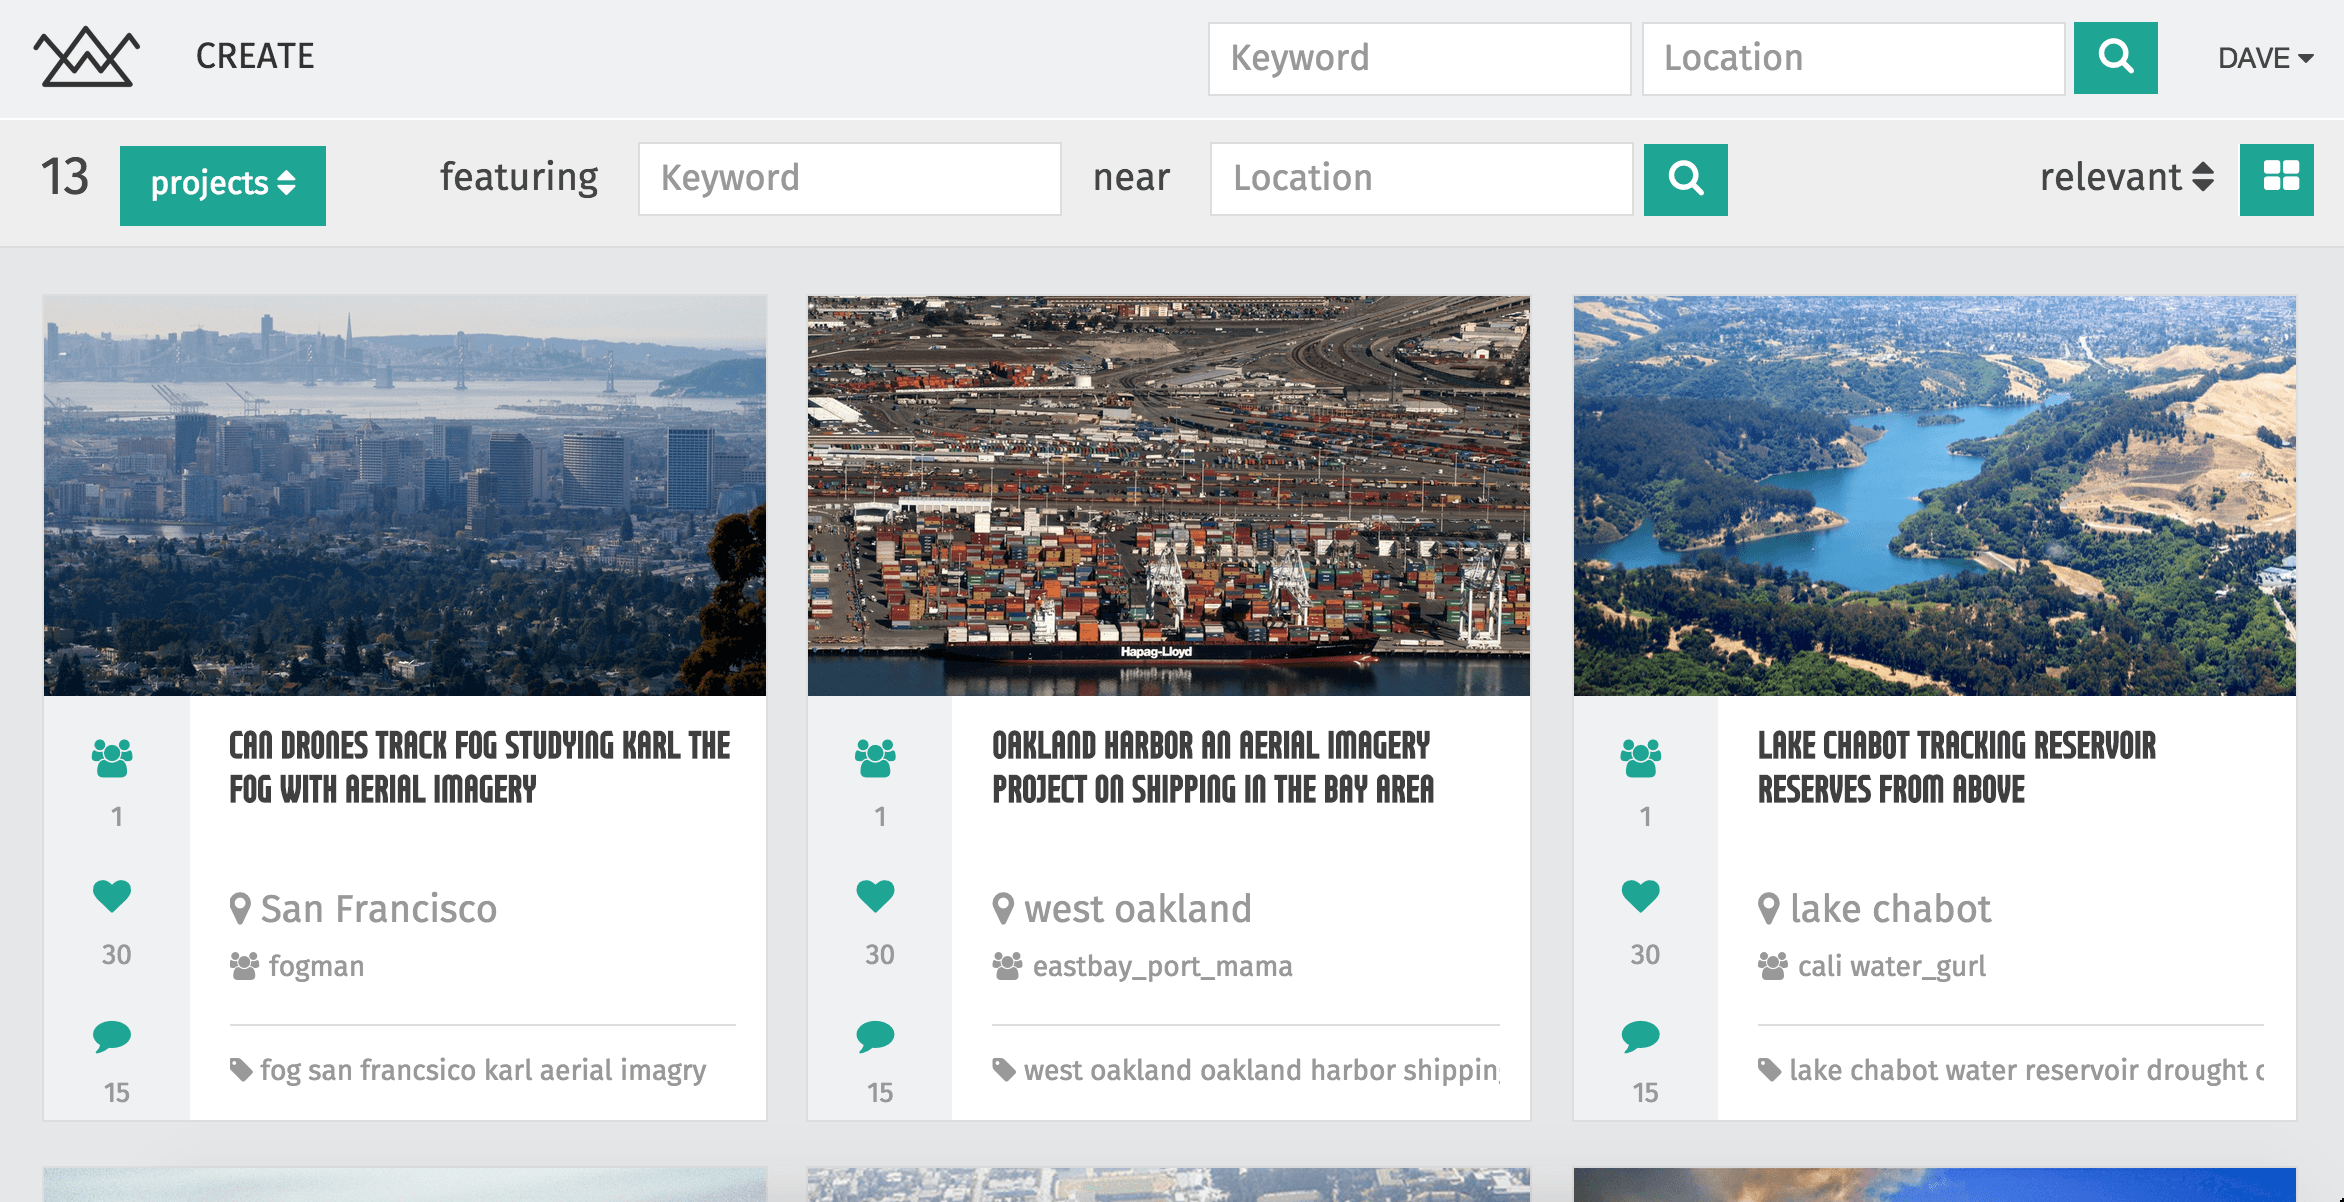 CREATE
Keyword
Location
DAVE
13
projects
featuring
Keyword
near
Location
relevant
Hapag-Lloyd
CAN DRONES TRACK FOG STUDYING KARL THE
FOG WITH AERIAL IMAGERY
1
30
15
San Francisco
fogman
fog san francsico karl aerial imagry
OAKLAND HARBOR AN AERIAL IMAGERY
PROJECT ON SHIPPING IN THE BAY AREA
1
30
15
west oakland
eastbay_port_mama
west oakland oakland harbor shipping
LAKE CHABOT TRACKING RESERVOIR
RESERVES FROM ABOVE
1
30
15
lake chabot
cali water_gurl
lake chabot water reservoir drought